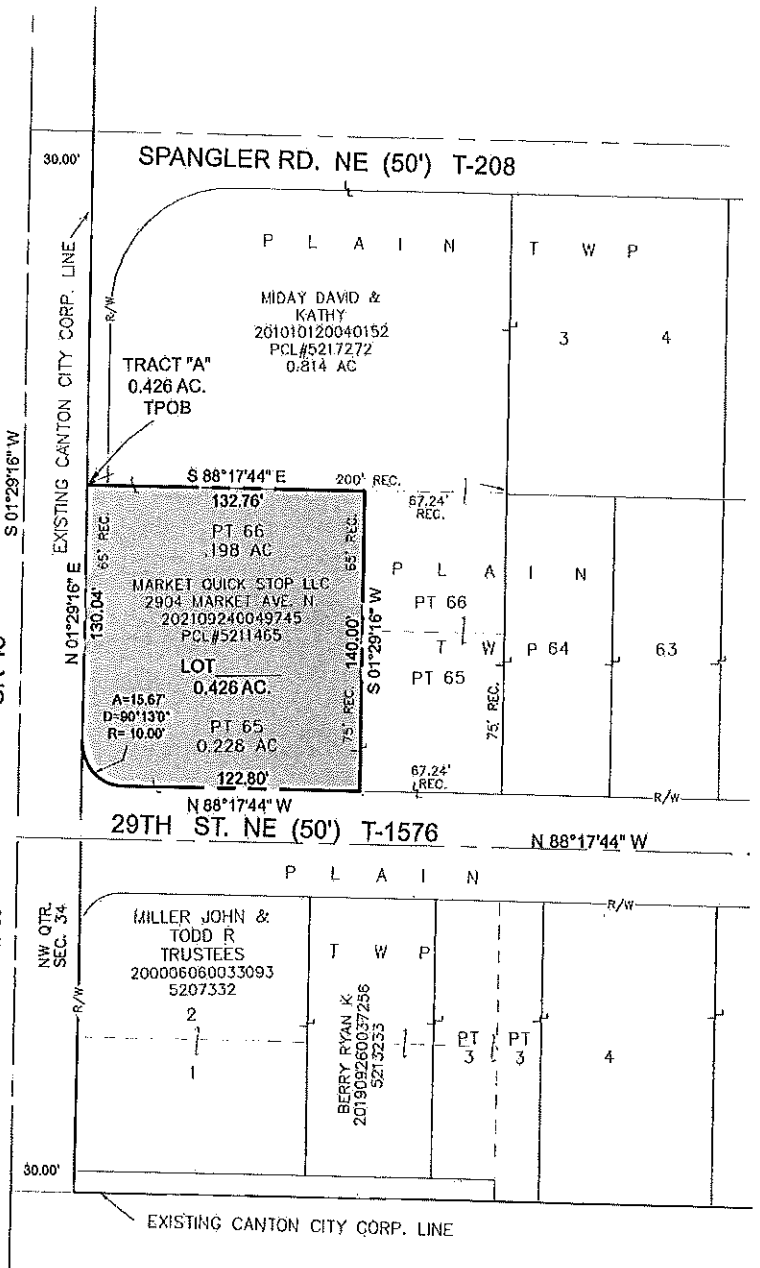 30.00'
SPANGLER RD. NE (50') T-208
P L A I N T W P
MIDAY DAVID &
KATHY
201010120040152
PCL#5217272
0.814 AC
3
4
R/W
EXISTING CANTON CITY CORP. LINE
TRACT "A"
0.426 AC.
TPOB
S 01°29'16" W
S 88°17'44" E
132.76'
200' REC.
67.24'
REC.
65' REC.
65' REC.
PT 66
.198 AC
MARKET QUICK STOP LLC
2904 MARKET AVE. N.
202109240049745
PCL#5211465
LOT
0.426 AC.
N 01°29'16" E
130.04'
140.00'
S 01°29'16" W
P L A I N
PT 66
T W P
64
63
PT 65
75' REC.
75' REC.
A=15.67'
D=90°13'0"
R= 10.00'
PT 65
0.228 AC
122.80'
N 88°17'44" W
67.24'
REC.
R/W
29TH ST. NE (50') T-1576
N 88°17'44" W
P L A I N
NW QTR.
SEC. 34
R/W
MILLER JOHN &
TODD R
TRUSTEES
200006060033093
5207332
2
1
T W P
BERRY RYAN K
201909260037256
5213233
PT
3
PT
3
4
R/W
30.00'
EXISTING CANTON CITY CORP. LINE